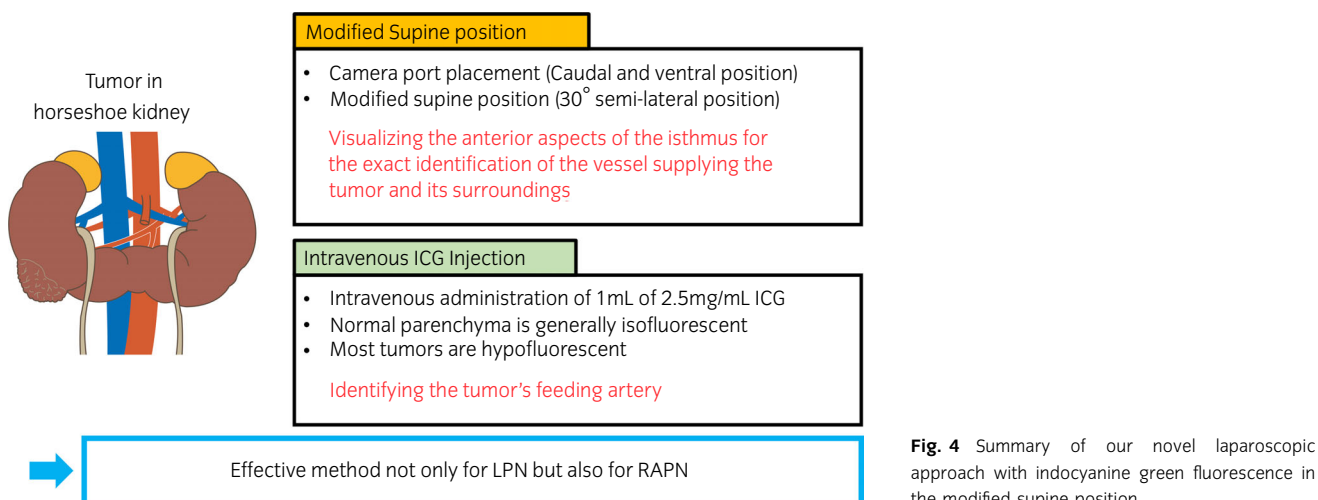 Tumor in
horseshoe kidney
Modified Supine position
• Camera port placement (Caudal and ventral position)
• Modified supine position (30° semi-lateral position)
Visualizing the anterior aspects of the isthmus for
the exact identification of the vessel supplying the
tumor and its surroundings
Intravenous ICG Injection
• Intravenous administration of 1mL of 2.5mg/mL ICG
• Normal parenchyma is generally isofluorescent
• Most tumors are hypofluorescent
Identifying the tumor's feeding artery
Effective method not only for LPN but also for RAPN
Fig. 4 Summary of our novel laparoscopic
approach with indocyanine green fluorescence in
the modified supine position